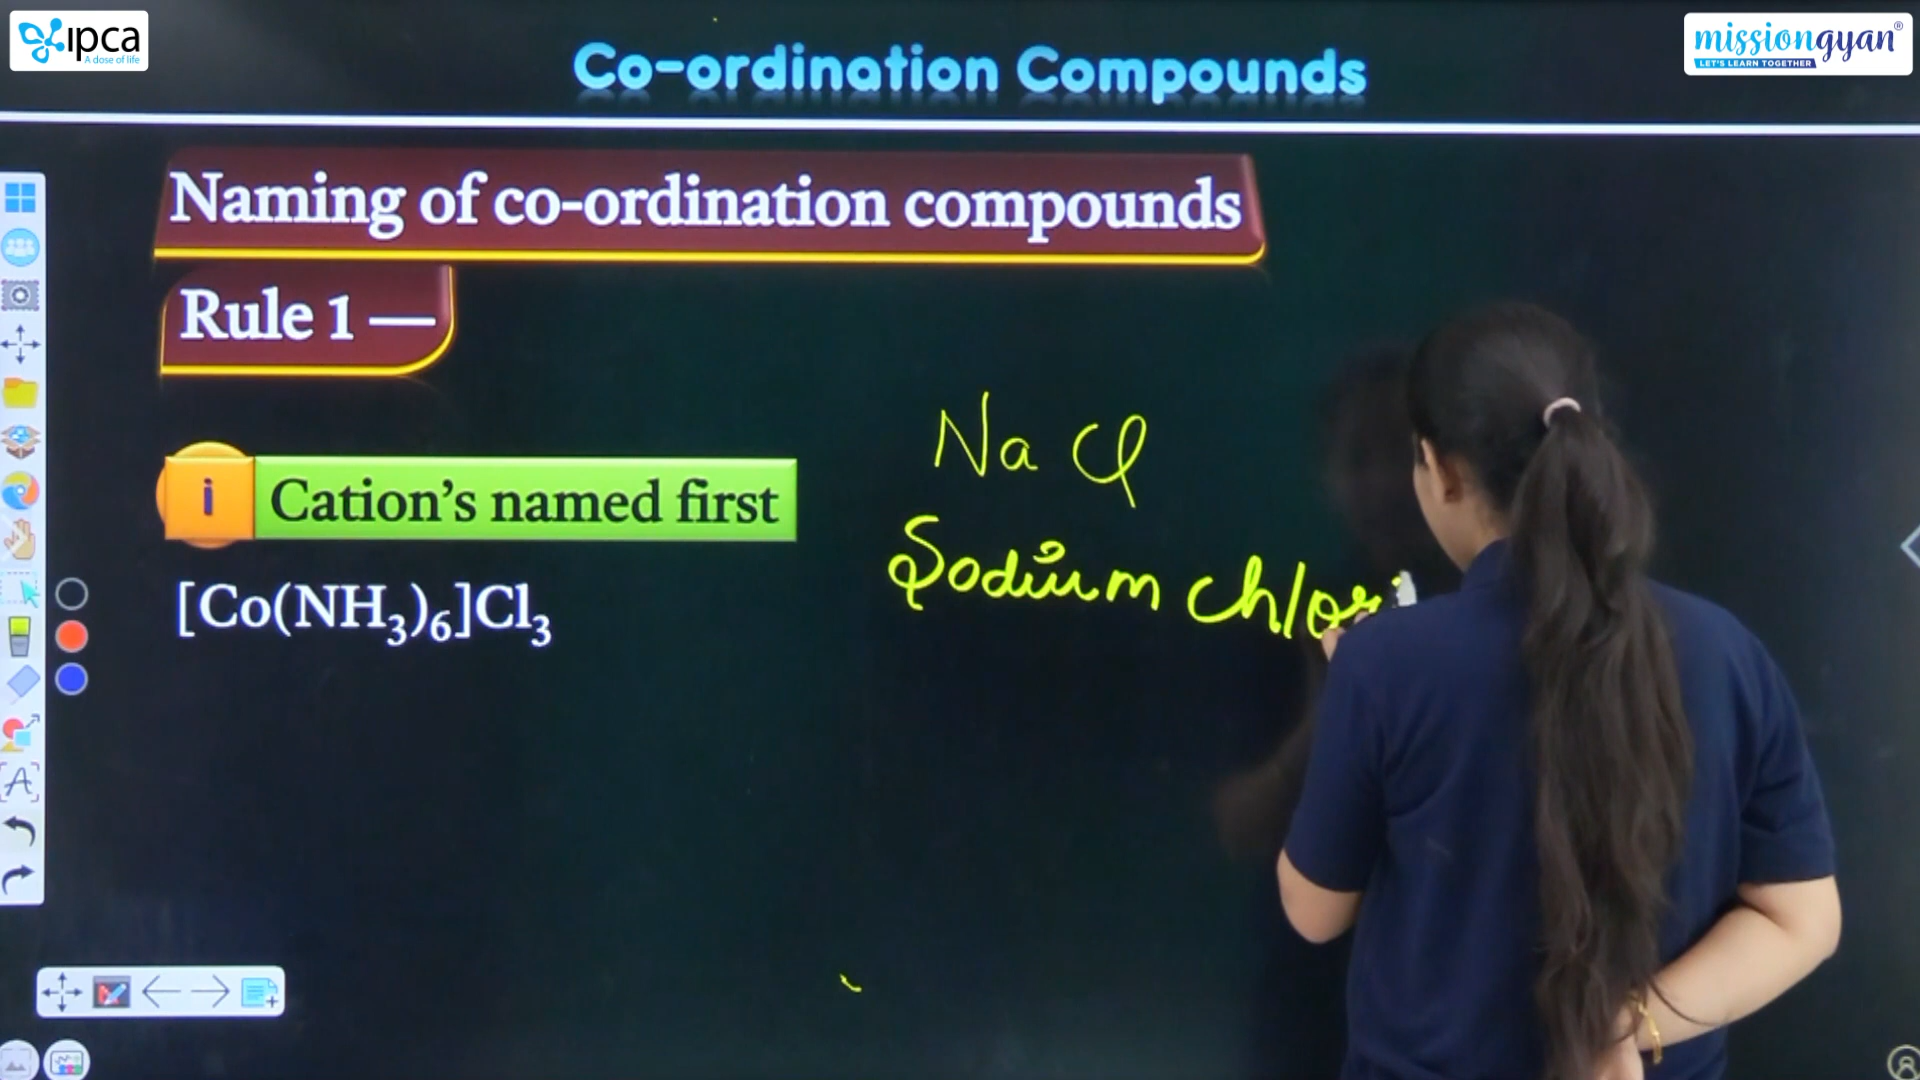 ipca
A dose of life
Co-ordination Compounds
missiongyan®
LET'S LEARN TOGETHER
Naming of co-ordination compounds
Rule 1 —
i Cation's named first
[Co(NH₃)₆]Cl₃
Na Cl
Sodium chlori